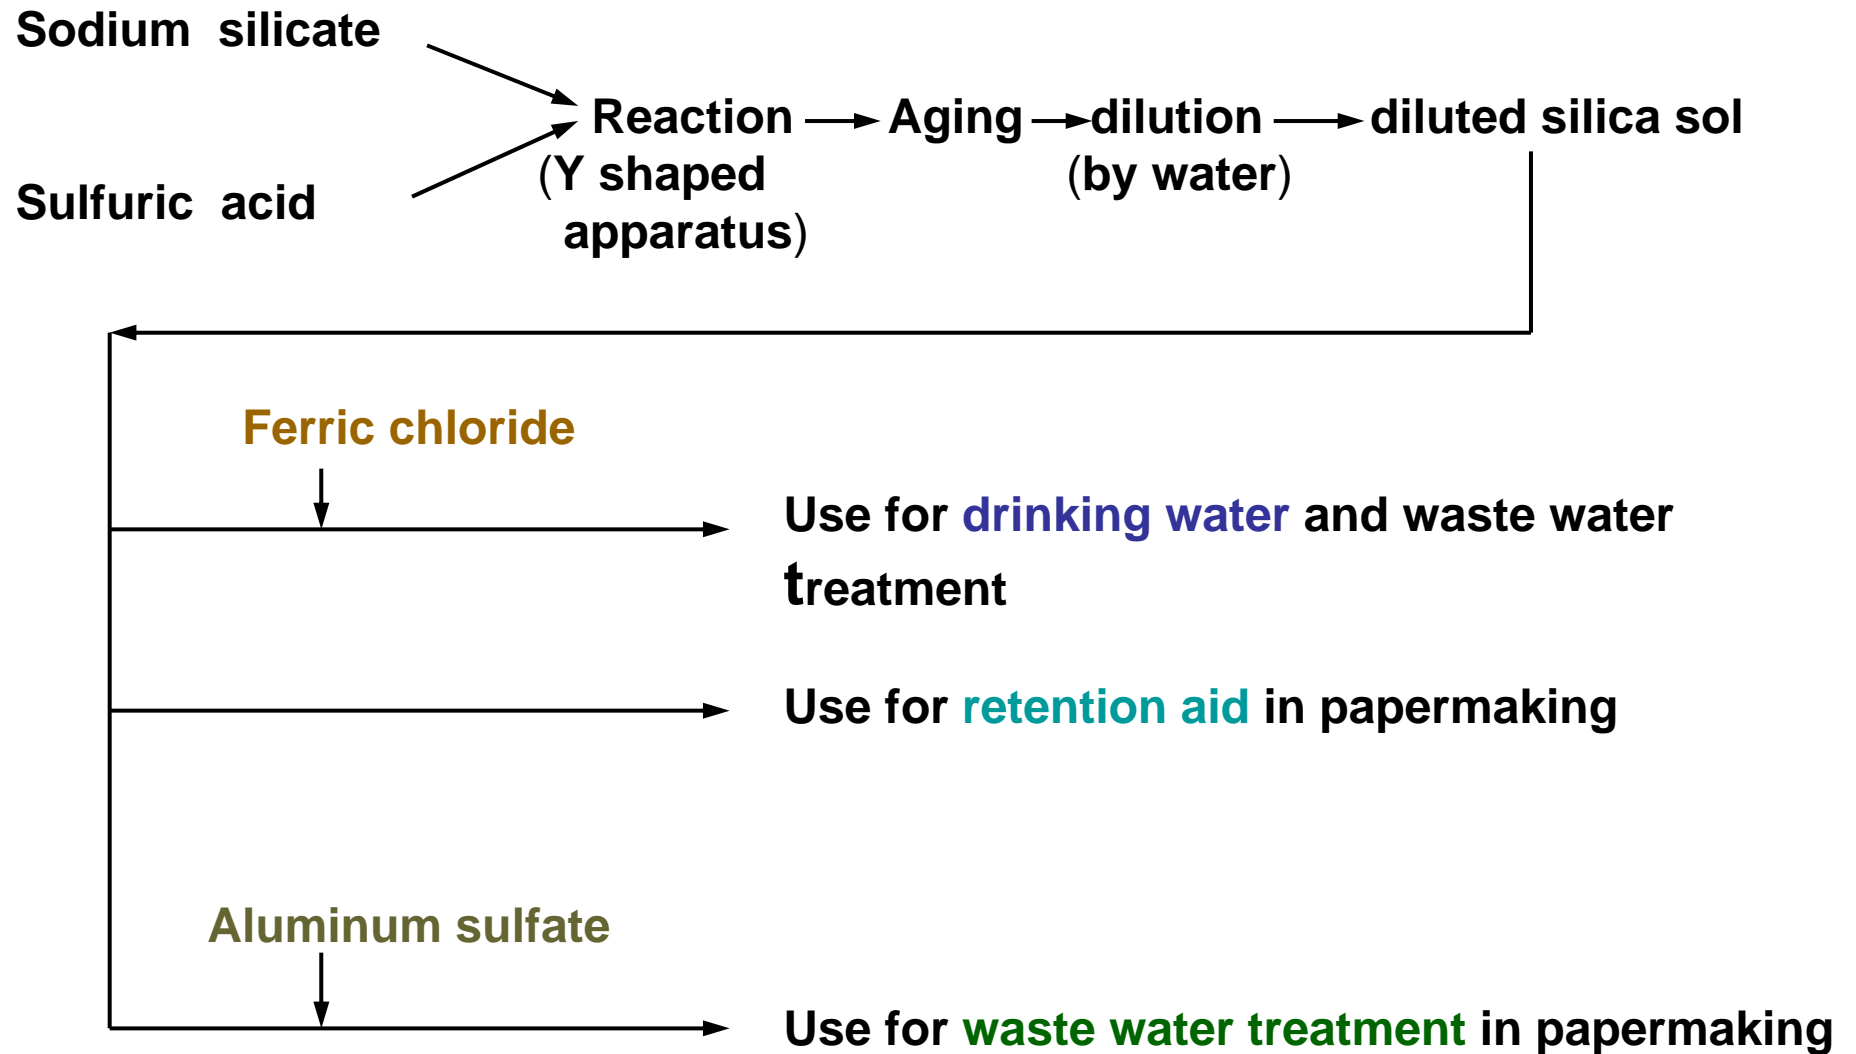 Sodium silicate
Reaction Aging dilution diluted silica sol
(Y shaped (by water)
apparatus)
Sulfuric acid
Ferric chloride
Use for drinking water and waste water
treatment
Use for retention aid in papermaking
Aluminum sulfate
Use for waste water treatment in papermaking